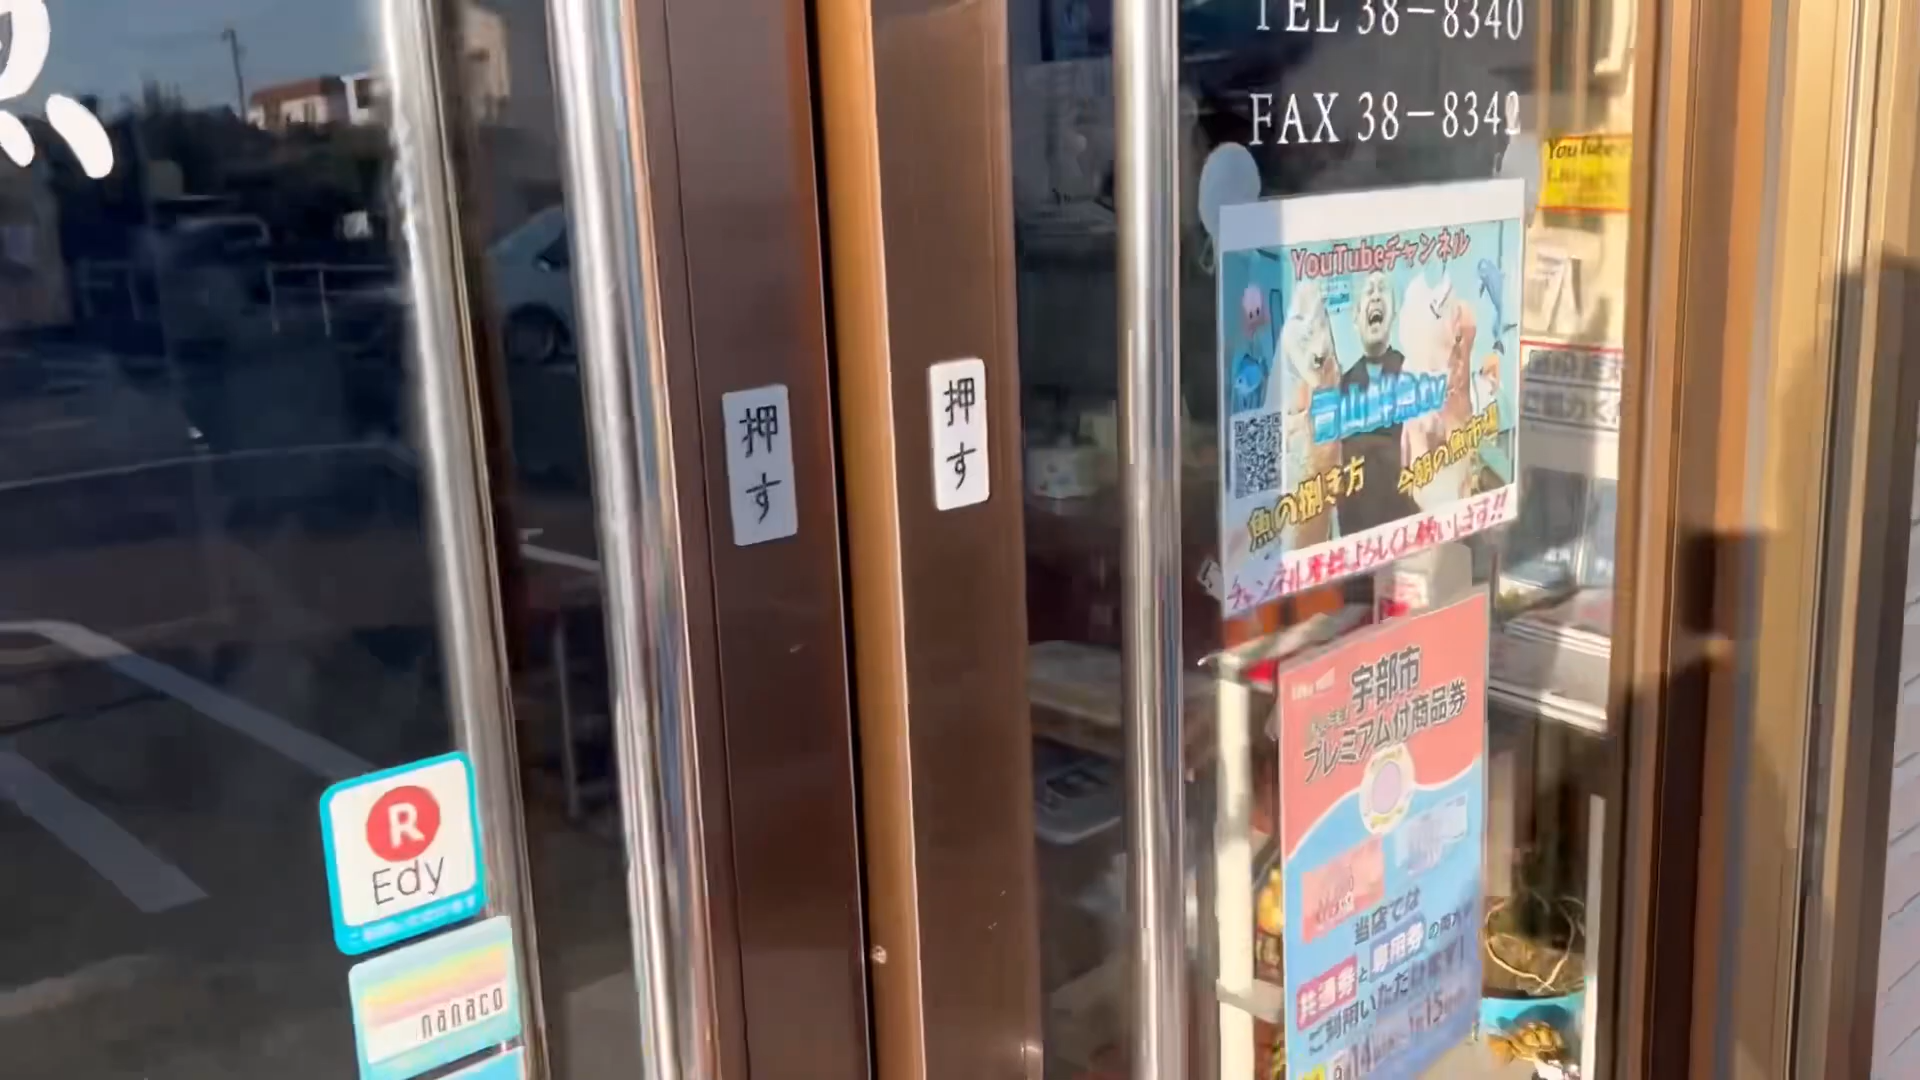 TEL 38-8340
FAX 38-8342
押す
押す
YouTubeチャンネル
青山鮮魚tv
魚の捌き方
今朝の魚市場
チャンネル登録よろしくお願いします!!
宇部市
プレミアム付商品券
当店では
共通券と専用券の両方
ご利用いただけます!
R
Edy
nanaco
YouTube